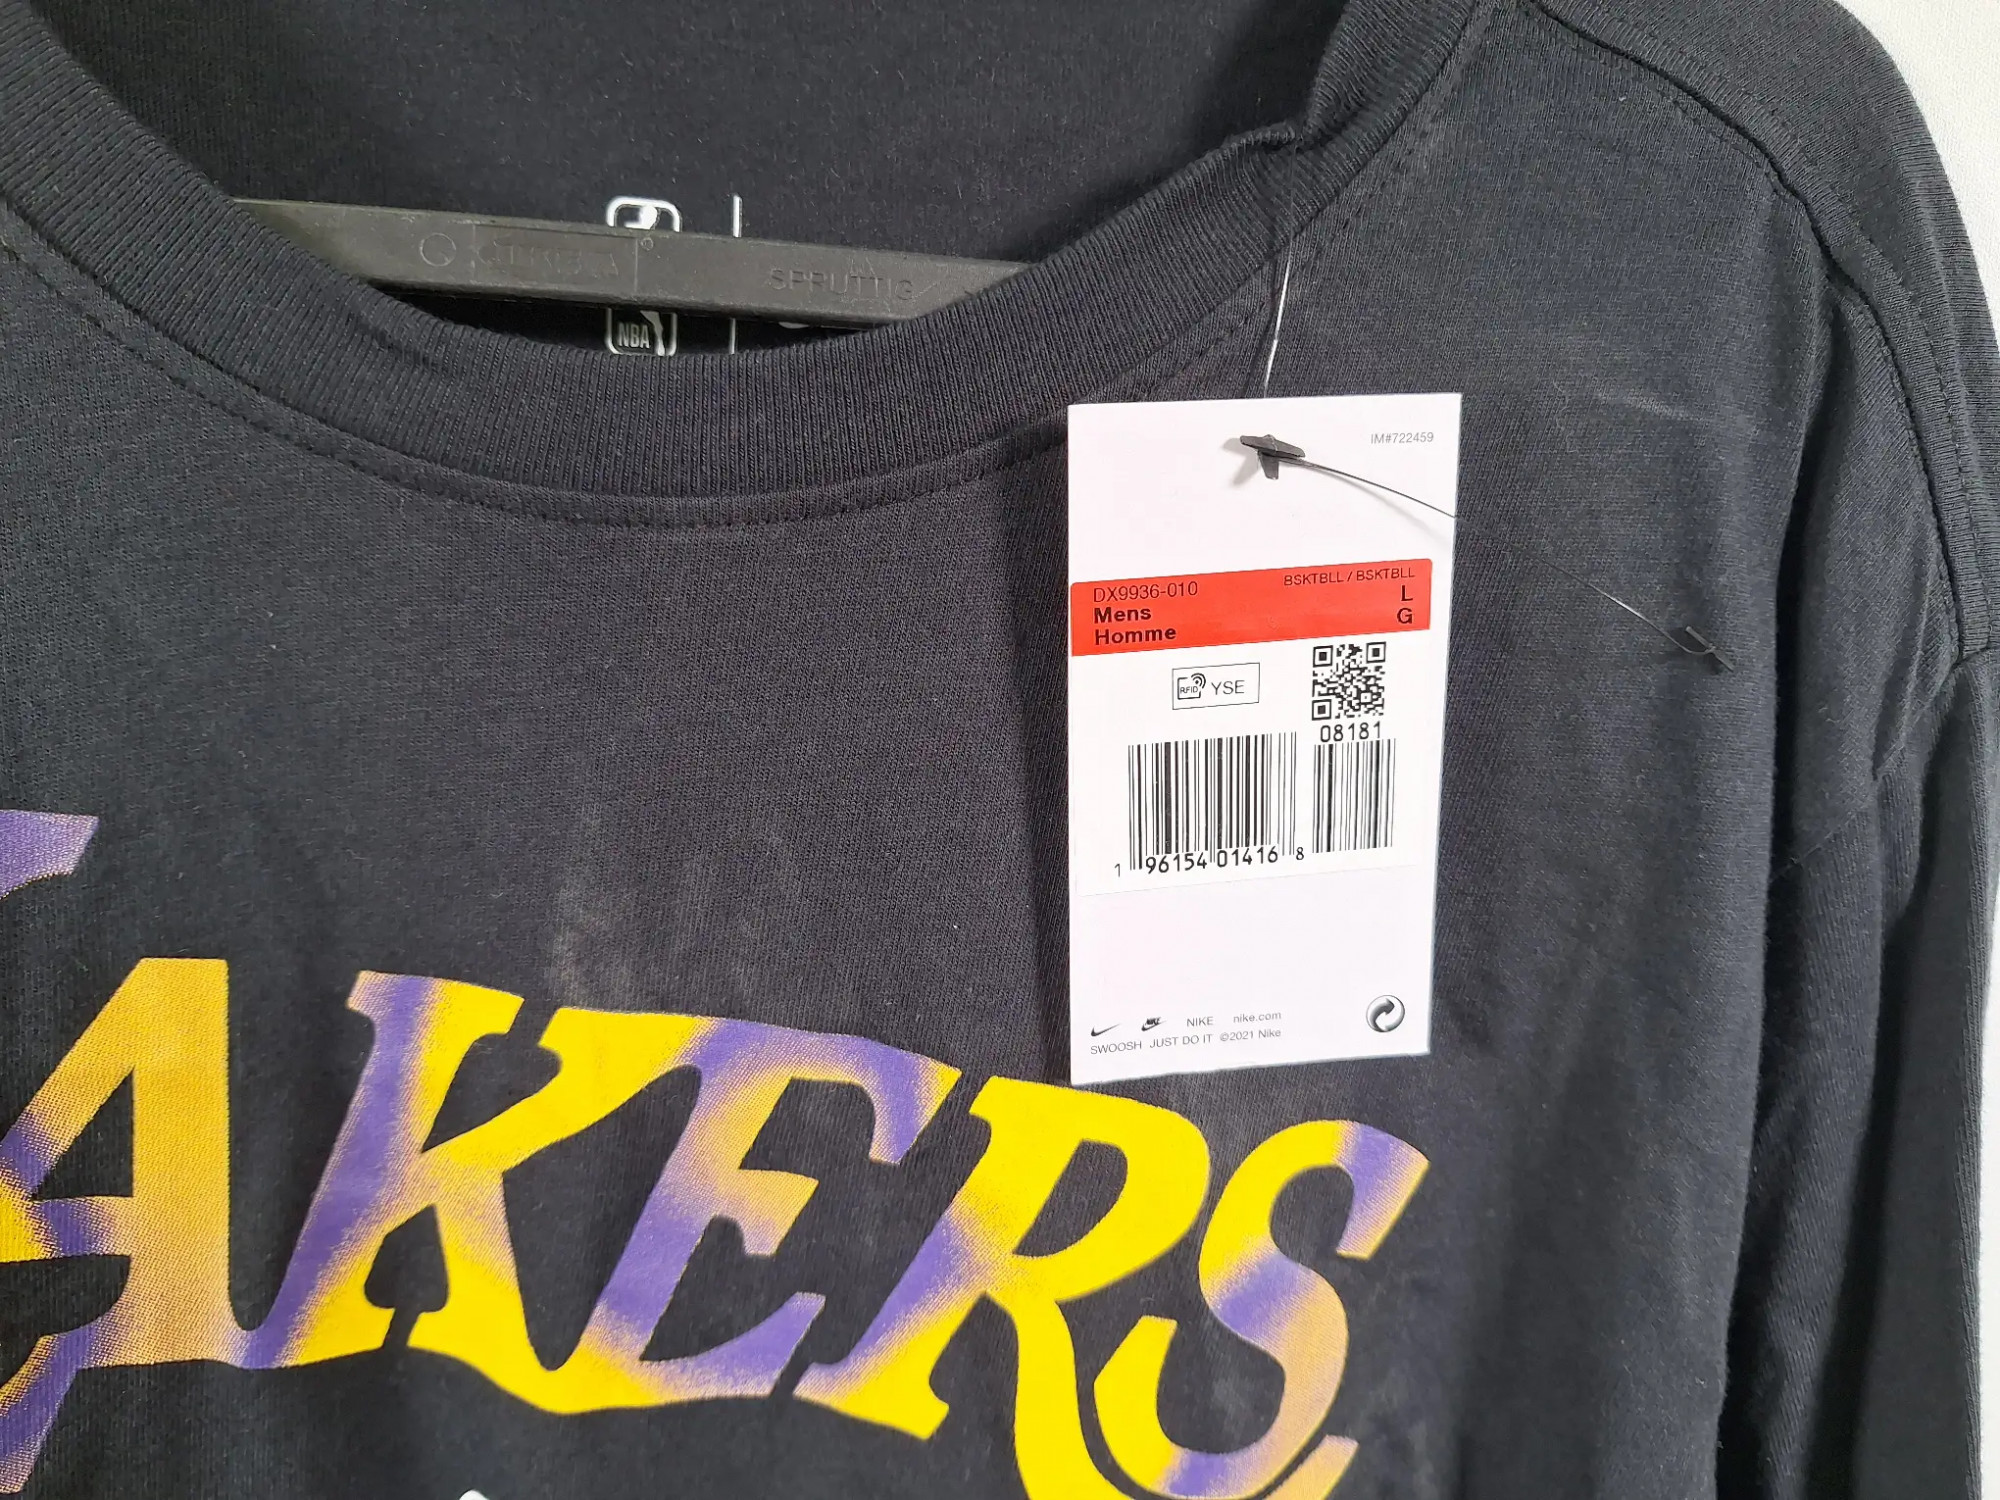 SPRUTTIG
NBA
IM#722459
DX9936-010
BSKTBLL / BSKTBLL
Mens
L
Homme
G
RFID YSE
08181
1 96154 01416 8
NIKE nike.com
SWOOSH JUST DO IT ©2021 Nike
LAKERS